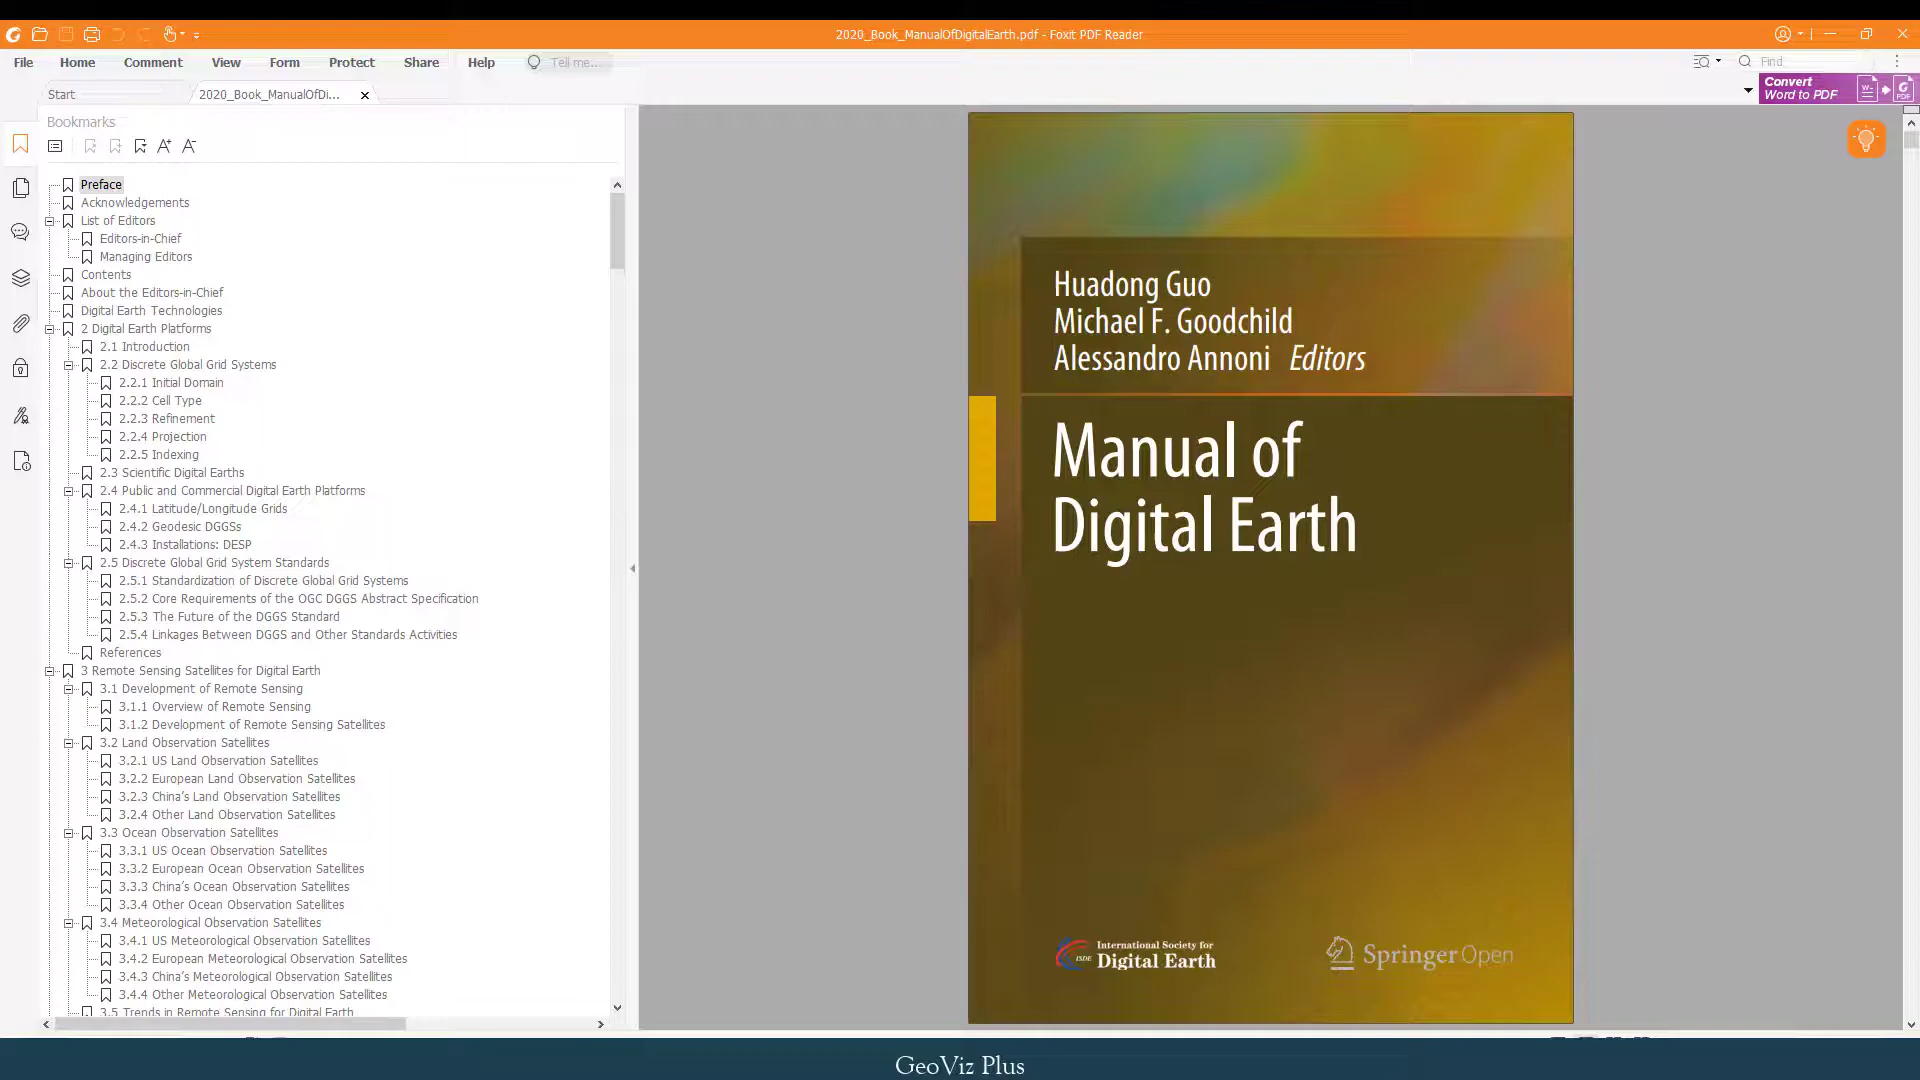 2020_Book_ManualOfDigitalEarth.pdf - Foxit PDF Reader
File Home Comment View Form Protect Share Help Tell me... Find
Start 2020_Book_ManualOfDi... Convert
Word to PDF
Bookmarks
Preface
Acknowledgements
List of Editors
Editors-in-Chief
Managing Editors
Contents
About the Editors-in-Chief
Digital Earth Technologies
2 Digital Earth Platforms
2.1 Introduction
2.2 Discrete Global Grid Systems
2.2.1 Initial Domain
2.2.2 Cell Type
2.2.3 Refinement
2.2.4 Projection
2.2.5 Indexing
2.3 Scientific Digital Earths
2.4 Public and Commercial Digital Earth Platforms
2.4.1 Latitude/Longitude Grids
2.4.2 Geodesic DGGSs
2.4.3 Installations: DESP
2.5 Discrete Global Grid System Standards
2.5.1 Standardization of Discrete Global Grid Systems
2.5.2 Core Requirements of the OGC DGGS Abstract Specification
2.5.3 The Future of the DGGS Standard
2.5.4 Linkages Between DGGS and Other Standards Activities
References
3 Remote Sensing Satellites for Digital Earth
3.1 Development of Remote Sensing
3.1.1 Overview of Remote Sensing
3.1.2 Development of Remote Sensing Satellites
3.2 Land Observation Satellites
3.2.1 US Land Observation Satellites
3.2.2 European Land Observation Satellites
3.2.3 China's Land Observation Satellites
3.2.4 Other Land Observation Satellites
3.3 Ocean Observation Satellites
3.3.1 US Ocean Observation Satellites
3.3.2 European Ocean Observation Satellites
3.3.3 China's Ocean Observation Satellites
3.3.4 Other Ocean Observation Satellites
3.4 Meteorological Observation Satellites
3.4.1 US Meteorological Observation Satellites
3.4.2 European Meteorological Observation Satellites
3.4.3 China's Meteorological Observation Satellites
3.4.4 Other Meteorological Observation Satellites
3.5 Trends in Remote Sensing for Digital Earth
Huadong Guo
Michael F. Goodchild
Alessandro Annoni Editors
Manual of
Digital Earth
ISDE
International Society for
Digital Earth
Springer Open
GeoViz Plus